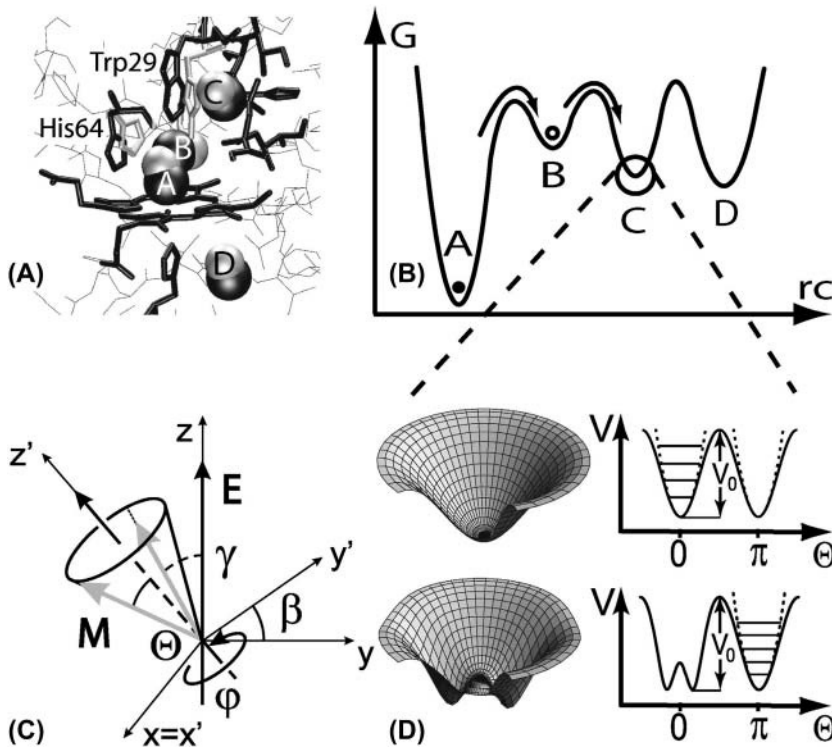 Trp29
His64
C
B
A
D
(A)
G
A
B
C
D
(B)
rc
z
z'
E
y'
γ
β
M
Θ
y
φ
(C)
x=x'
V
V₀
0
π
Θ
V
V₀
0
π
Θ
(D)